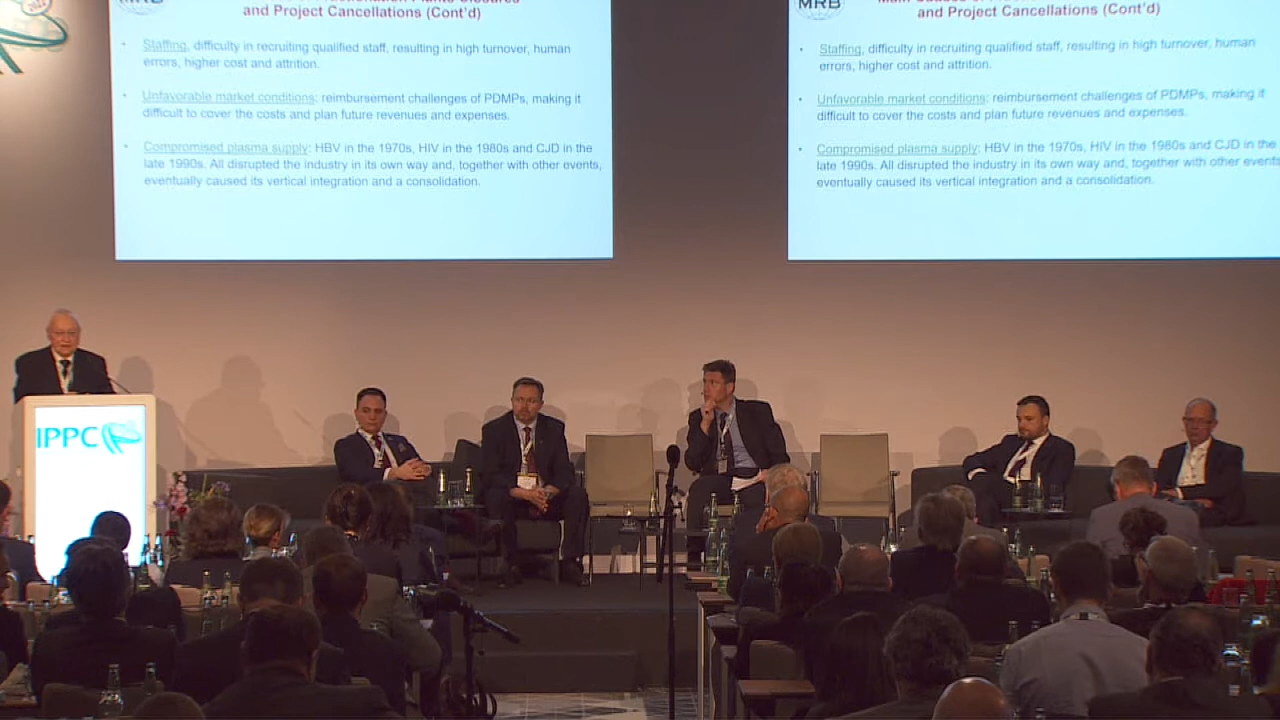 MRB
and Project Cancellations (Cont'd)
• Staffing, difficulty in recruiting qualified staff, resulting in high turnover, human
errors, higher cost and attrition.
• Unfavorable market conditions: reimbursement challenges of PDMPs, making it
difficult to cover the costs and plan future revenues and expenses.
• Compromised plasma supply: HBV in the 1970s, HIV in the 1980s and CJD in the
late 1990s. All disrupted the industry in its own way and, together with other events,
eventually caused its vertical integration and a consolidation.
MRB
and Project Cancellations (Cont'd)
• Staffing, difficulty in recruiting qualified staff, resulting in high turnover, human
errors, higher cost and attrition.
• Unfavorable market conditions: reimbursement challenges of PDMPs, making it
difficult to cover the costs and plan future revenues and expenses.
• Compromised plasma supply: HBV in the 1970s, HIV in the 1980s and CJD in the
late 1990s. All disrupted the industry in its own way and, together with other events
eventually caused its vertical integration and a consolidation.
IPPC